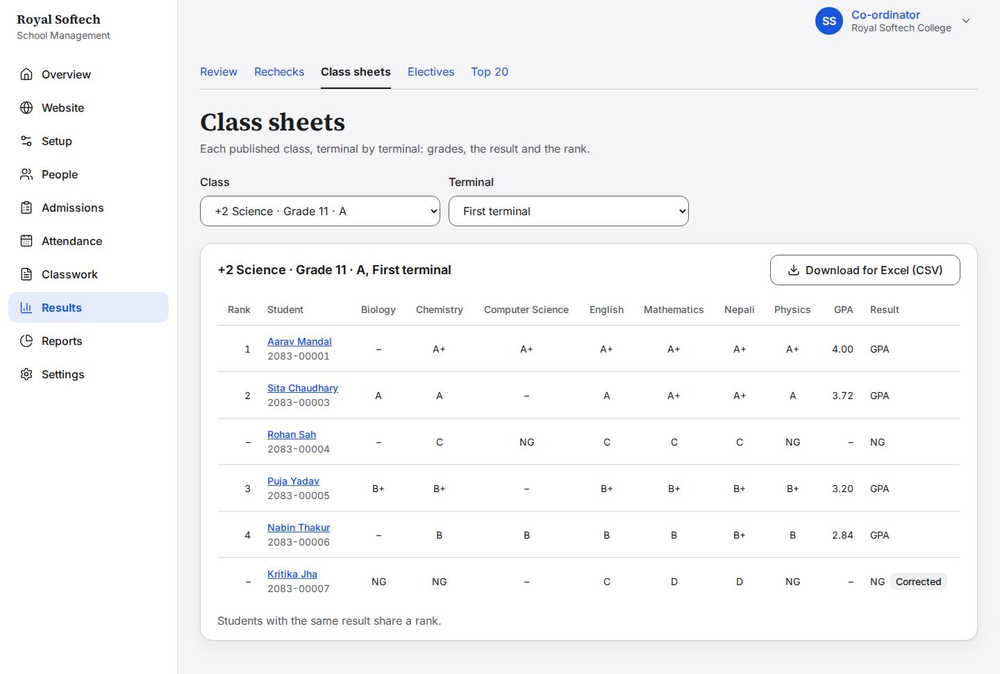 Royal Softech
School Management
Overview
Website
Setup
People
Admissions
Attendance
Classwork
Results
Reports
Settings
SS
Co-ordinator
Royal Softech College
Review Rechecks Class sheets Electives Top 20
Class sheets
Each published class, terminal by terminal: grades, the result and the rank.
Class Terminal
+2 Science · Grade 11 · A First terminal
+2 Science · Grade 11 · A, First terminal Download for Excel (CSV)
Rank Student Biology Chemistry Computer Science English Mathematics Nepali Physics GPA Result
1 Aarav Mandal – A+ A+ A+ A+ A+ A+ 4.00 GPA
2083-00001
2 Sita Chaudhary A A – A A+ A+ A 3.72 GPA
2083-00003
– Rohan Sah – C NG C C C NG – NG
2083-00004
3 Puja Yadav B+ B+ – B+ B+ B+ B+ 3.20 GPA
2083-00005
4 Nabin Thakur – B B B B B+ B 2.84 GPA
2083-00006
– Kritika Jha NG NG – C D D NG – NG Corrected
2083-00007
Students with the same result share a rank.